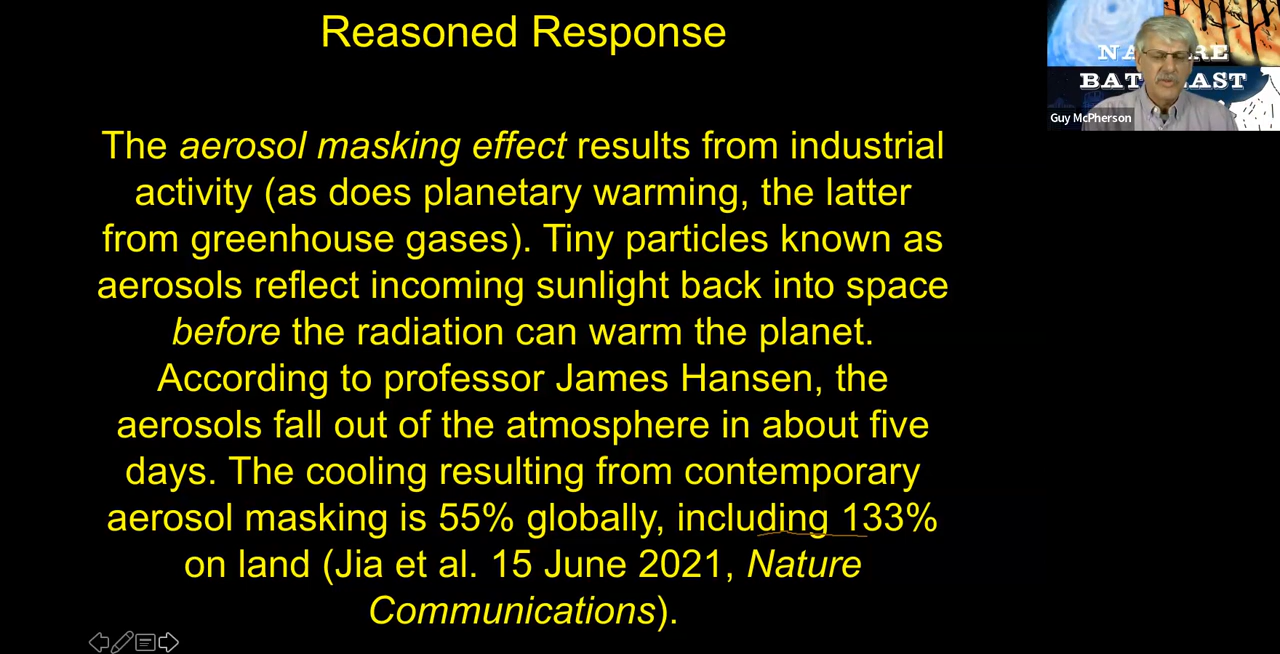 Reasoned Response
The aerosol masking effect results from industrial
activity (as does planetary warming, the latter
from greenhouse gases). Tiny particles known as
aerosols reflect incoming sunlight back into space
before the radiation can warm the planet.
According to professor James Hansen, the
aerosols fall out of the atmosphere in about five
days. The cooling resulting from contemporary
aerosol masking is 55% globally, including 133%
on land (Jia et al. 15 June 2021, Nature
Communications).
Guy McPherson